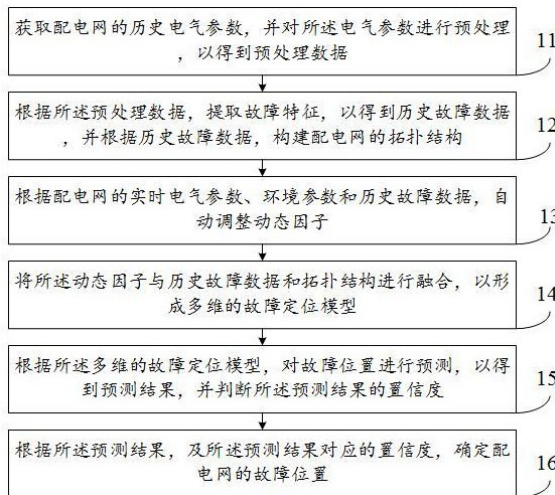 获取配电网的历史电气参数，并对所述电气参数进行预处理
，以得到预处理数据
11
根据所述预处理数据，提取故障特征，以得到历史故障数据
，并根据历史故障数据，构建配电网的拓扑结构
12
根据配电网的实时电气参数、环境参数和历史故障数据，自
动调整动态因子
13
将所述动态因子与历史故障数据和拓扑结构进行融合，以形
成多维的故障定位模型
14
根据所述多维的故障定位模型，对故障位置进行预测，以得
到预测结果，并判断所述预测结果的置信度
15
根据所述预测结果，及所述预测结果对应的置信度，确定配
电网的故障位置
16